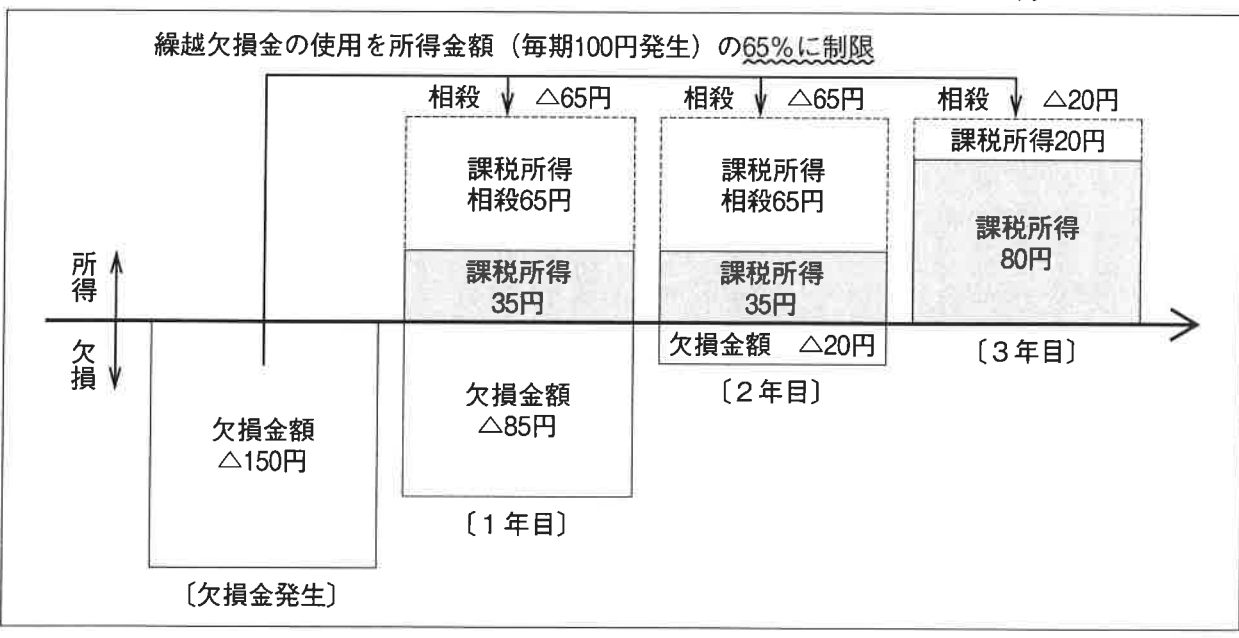 繰越欠損金の使用を所得金額（毎期100円発生）の65%に制限
相殺 △65円
相殺 △65円
相殺 △20円
課税所得
相殺65円
課税所得
相殺65円
課税所得20円
課税所得
80円
課税所得
35円
課税所得
35円
所得
欠損
欠損金額
△150円
欠損金額
△85円
欠損金額 △20円
〔欠損金発生〕
〔1年目〕
〔2年目〕
〔3年目〕